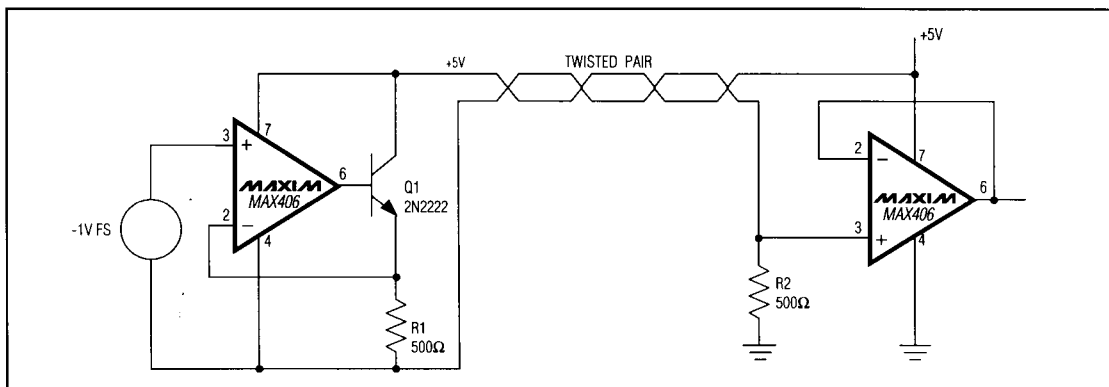 +5V
+5V
TWISTED PAIR
3
+
7
MAXIM
MAX406
6
2
-
4
Q1
2N2222
-1V FS
R1
500Ω
2
-
7
MAXIM
MAX406
6
3
+
4
R2
500Ω